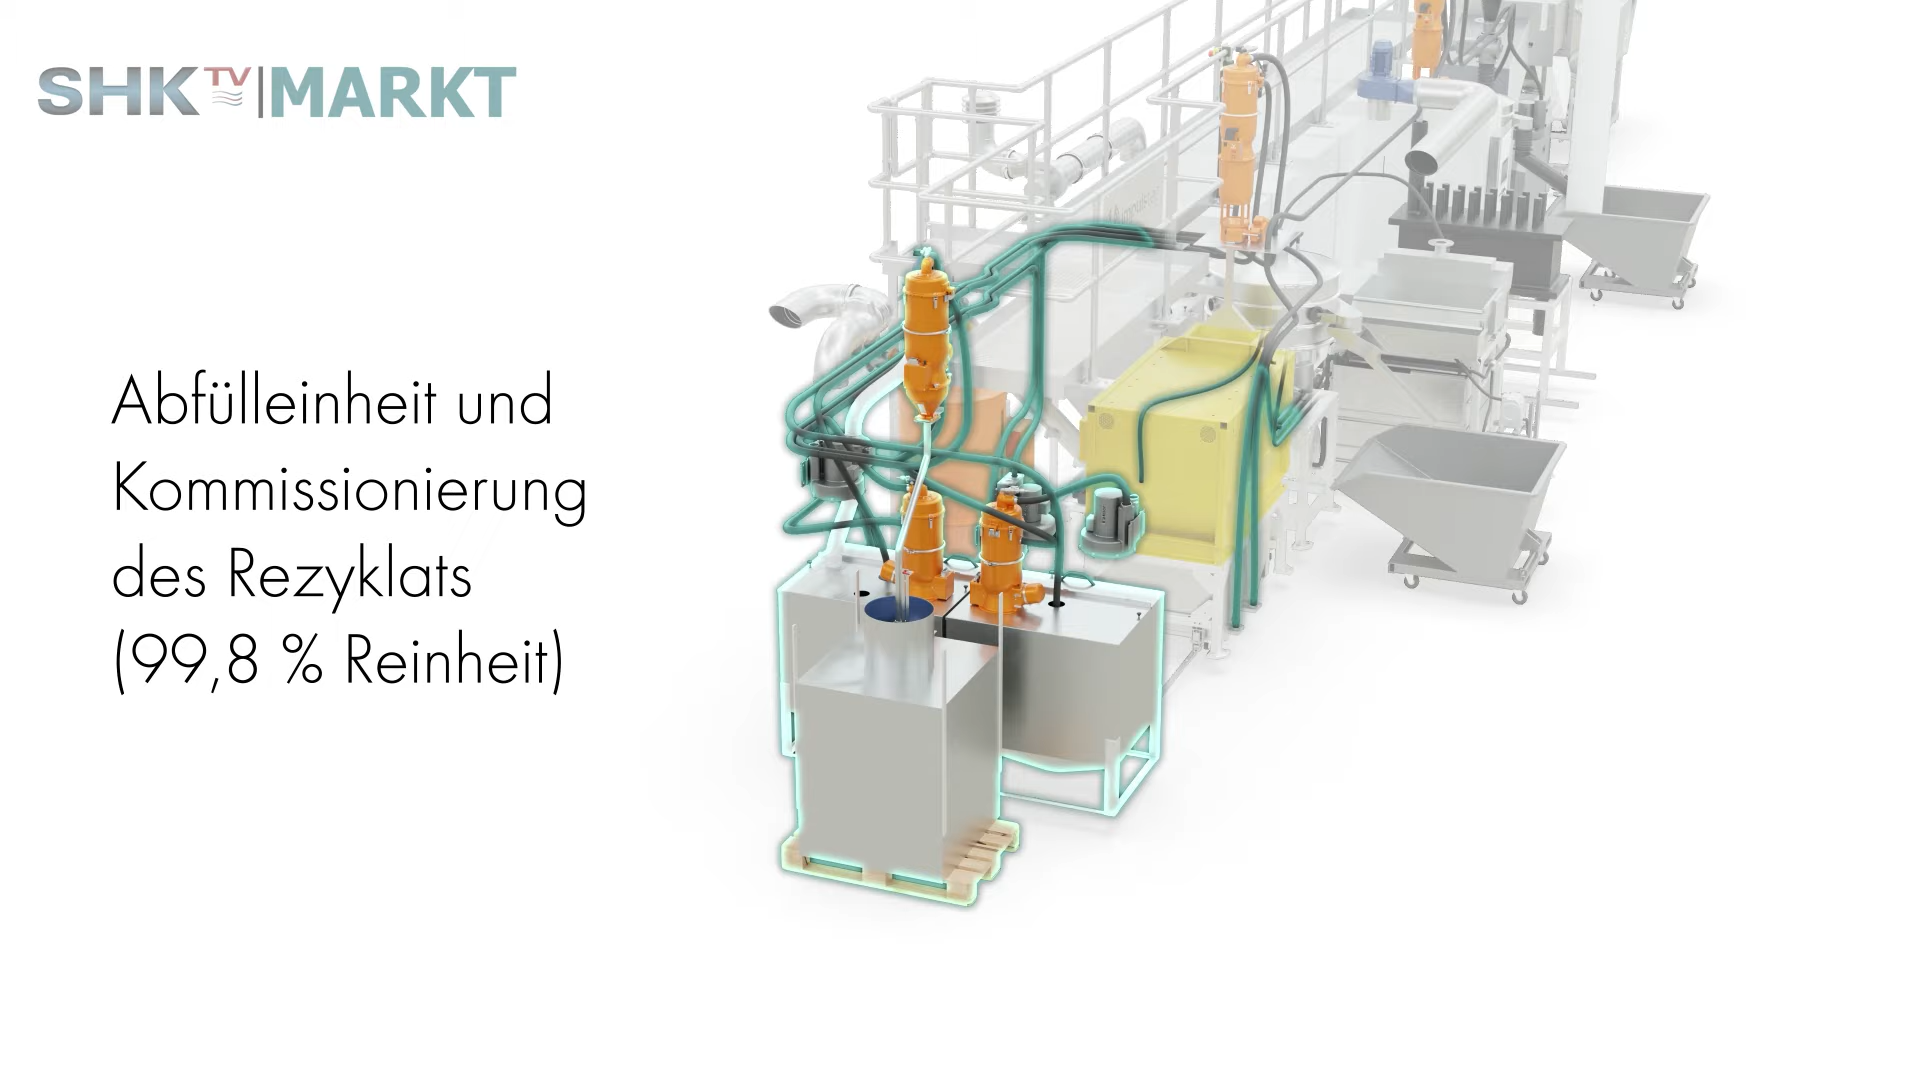 SHK TV | MARKT
Abfülleinheit und
Kommissionierung
des Rezyklats
(99,8 % Reinheit)